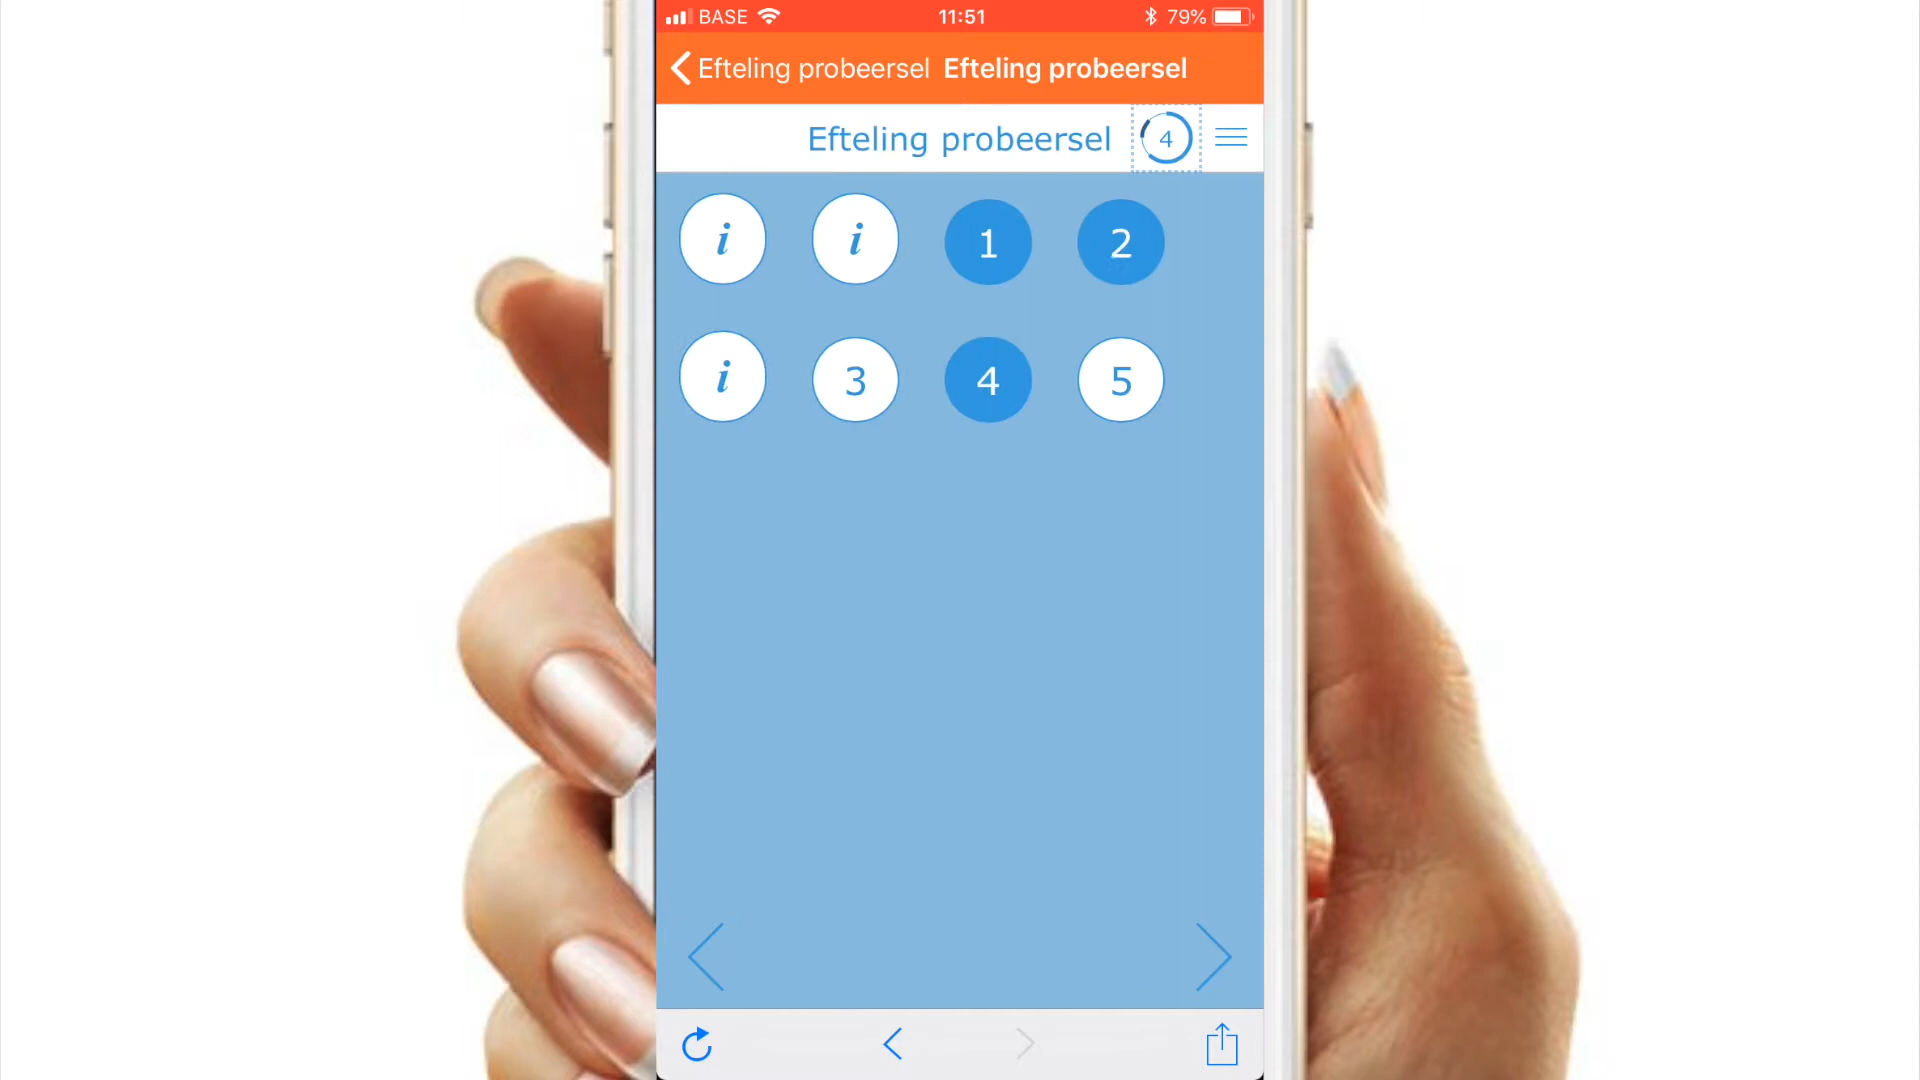 BASE 11:51 79%
Efteling probeersel Efteling probeersel
Efteling probeersel 4
i i 1 2
i 3 4 5